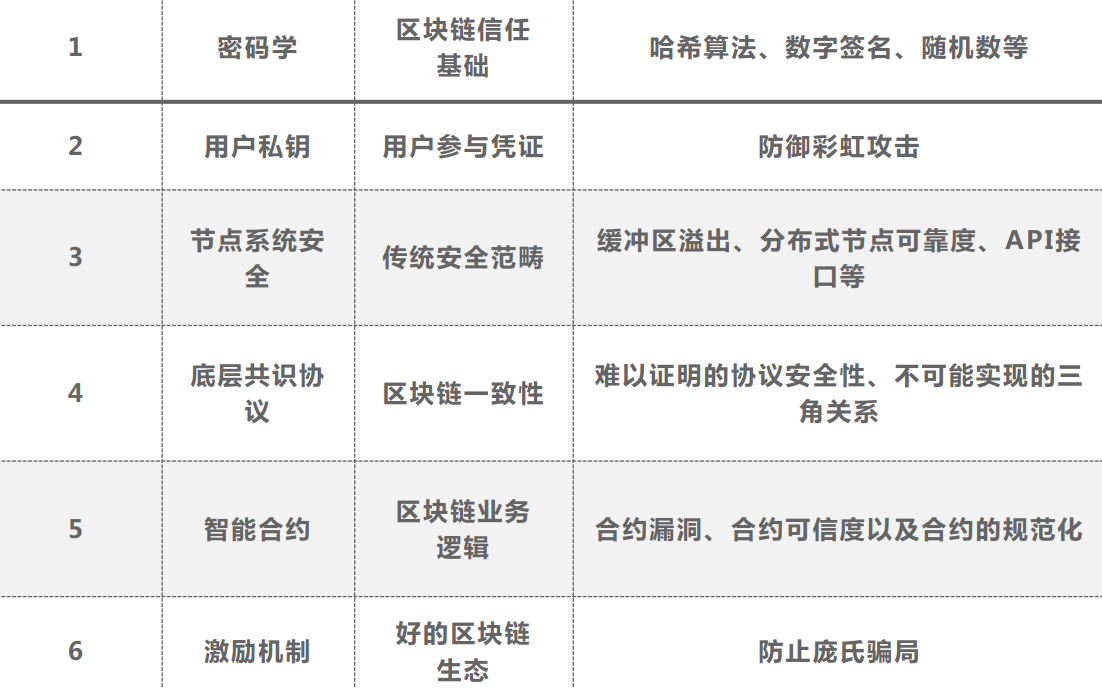 1 密码学 区块链信任
基础 哈希算法、数字签名、随机数等
2 用户私钥 用户参与凭证 防御彩虹攻击
3 节点系统安
全 传统安全范畴 缓冲区溢出、分布式节点可靠度、API接
口等
4 底层共识协
议 区块链一致性 难以证明的协议安全性、不可能实现的三
角关系
5 智能合约 区块链业务
逻辑 合约漏洞、合约可信度以及合约的规范化
6 激励机制 好的区块链
生态 防止庞氏骗局